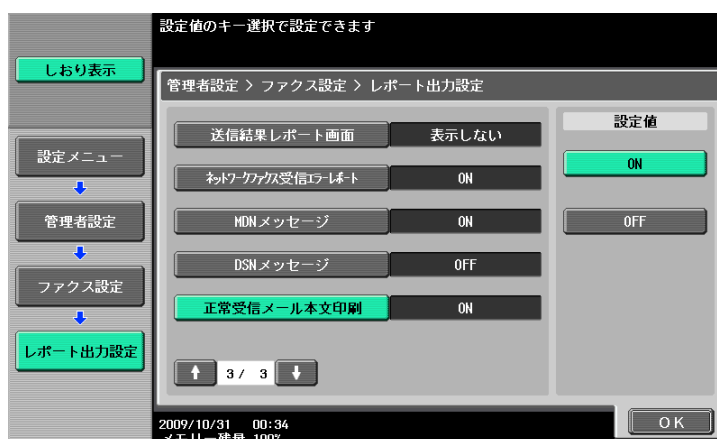 設定値のキー選択で設定できます
しおり表示
管理者設定 > ファクス設定 > レポート出力設定
設定メニュー
管理者設定
ファクス設定
レポート出力設定
送信結果レポート画面 表示しない
ﾈｯﾄﾜｰｸﾌｧｸｽ受信ｴﾗｰﾚﾎﾟｰﾄ ON
MDNメッセージ ON
DSNメッセージ OFF
正常受信メール本文印刷 ON
↑ 3/ 3 ↓
設定値
ON
OFF
2009/10/31 00:34
メモリー残量 100%
OK